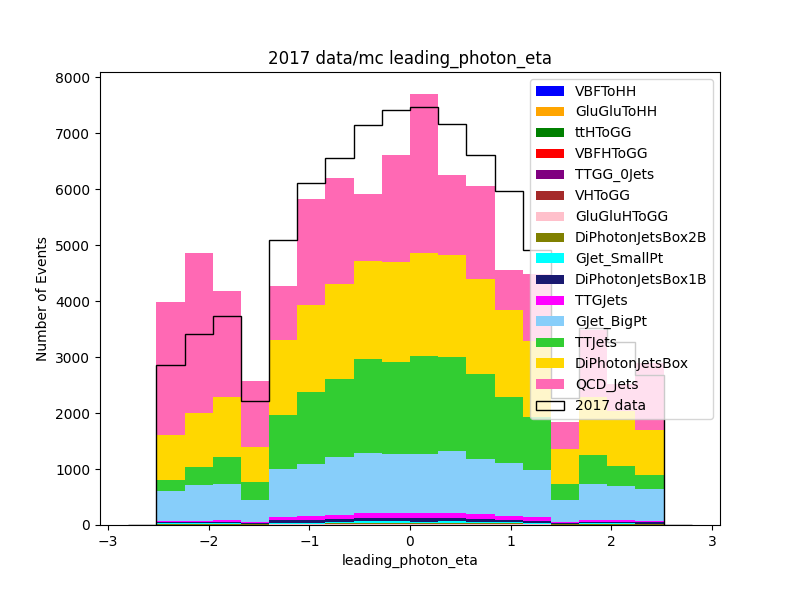 2017 data/mc leading_photon_eta
Number of Events
8000
7000
6000
5000
4000
3000
2000
1000
0
VBFToHH
GluGluToHH
ttHToGG
VBFHToGG
TTGG_0Jets
VHToGG
GluGluHToGG
DiPhotonJetsBox2B
GJet_SmallPt
DiPhotonJetsBox1B
TTGJets
GJet_BigPt
TTJets
DiPhotonJetsBox
QCD_Jets
2017 data
−3
−2
−1
0
1
2
3
leading_photon_eta